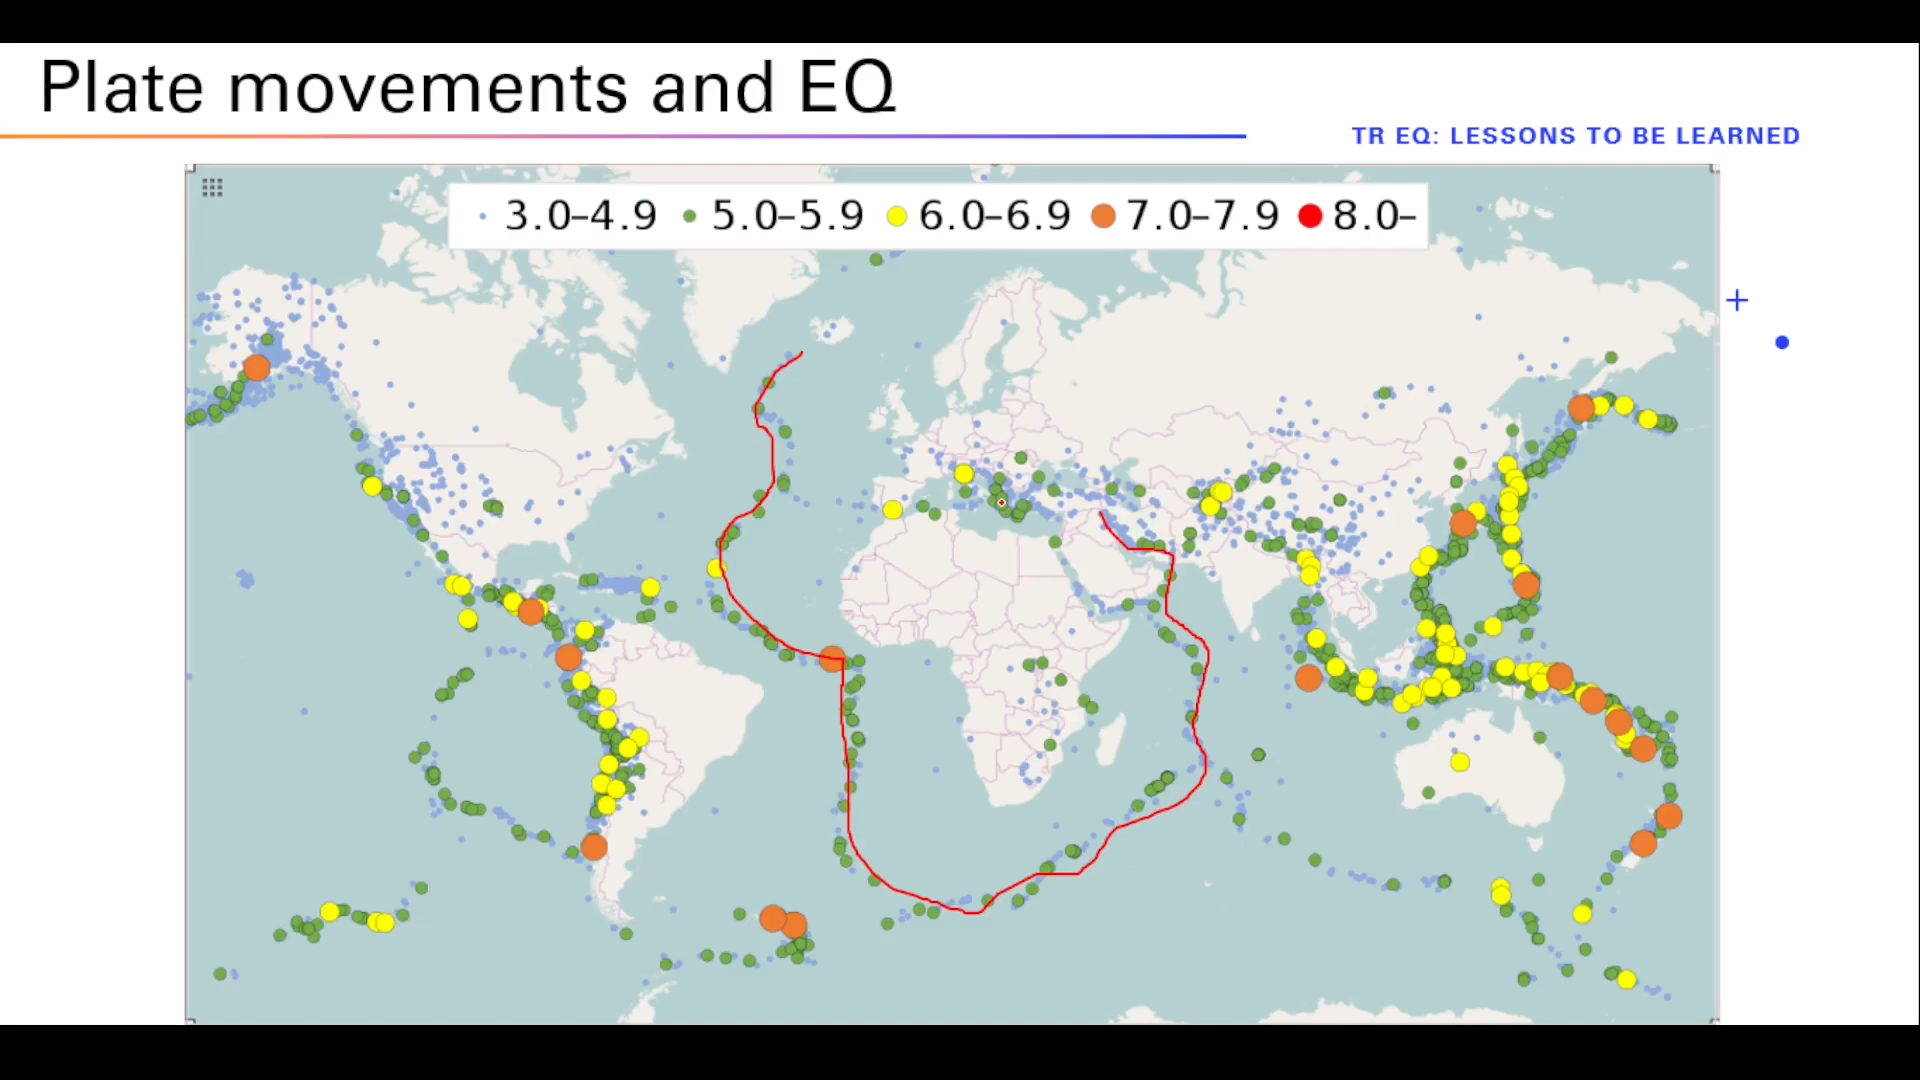 Plate movements and EQ
TR EQ: LESSONS TO BE LEARNED
3.0–4.9 5.0–5.9 6.0–6.9 7.0–7.9 8.0–